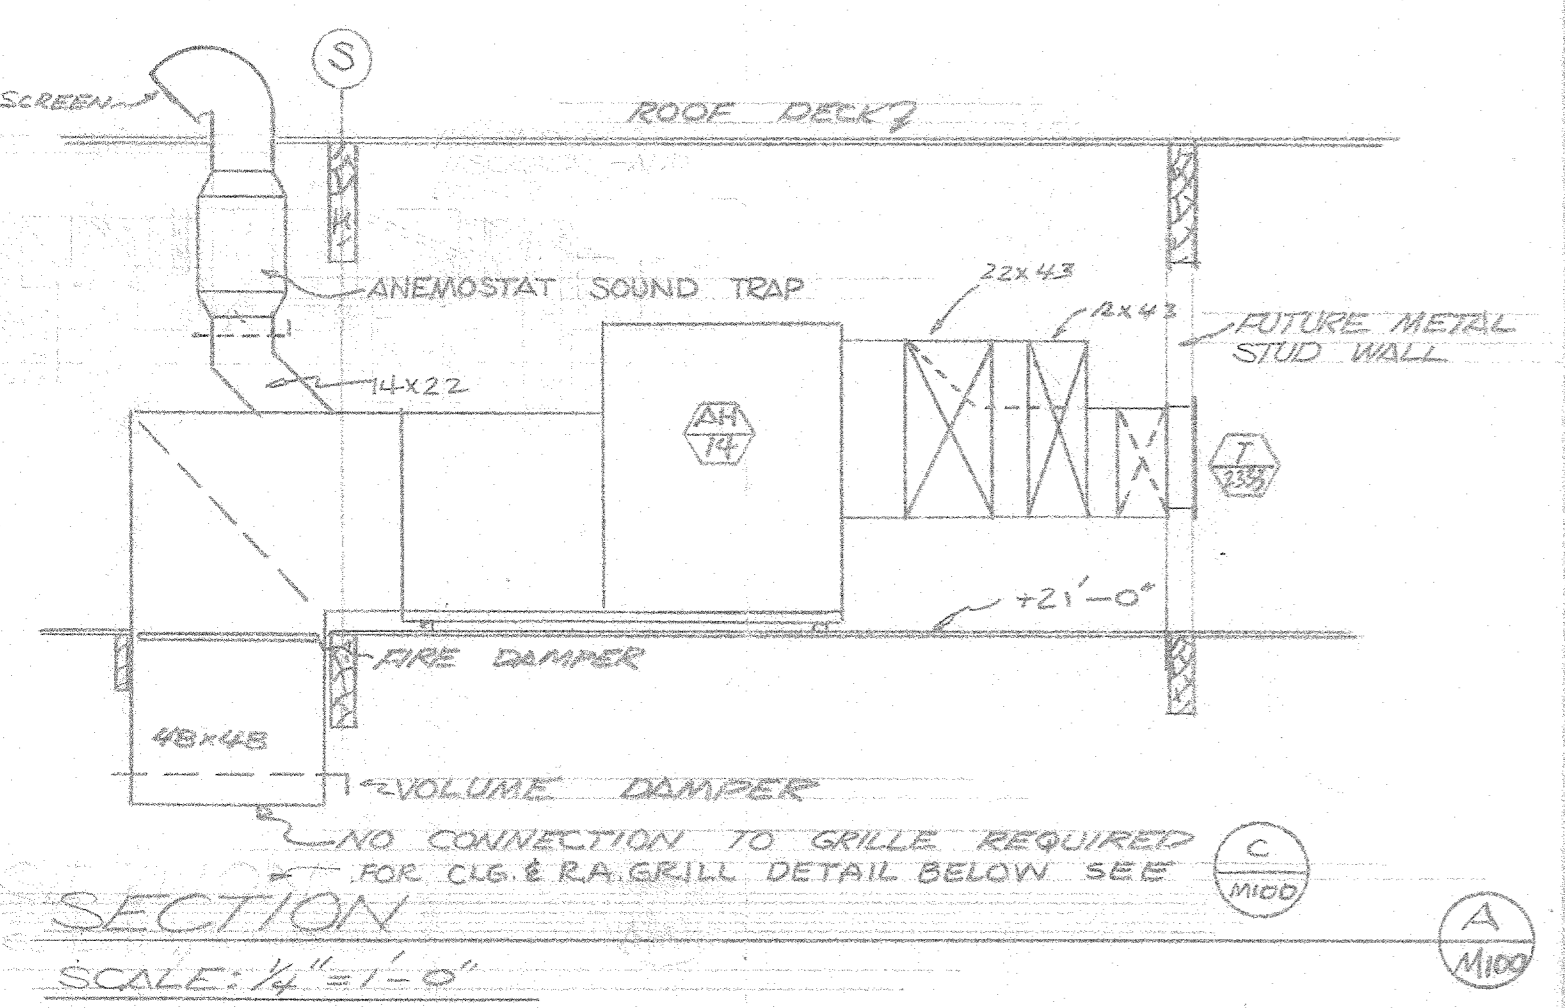 S
SCREEN
ROOF DECK
ANEMOSTAT SOUND TRAP
22x43
12x43
FUTURE METAL
STUD WALL
14x22
AH
14
T
+21'-0"
FIRE DAMPER
48x48
VOLUME DAMPER
NO CONNECTION TO GRILLE REQUIRED
FOR CLG. & R.A. GRILL DETAIL BELOW SEE
C
M100
SECTION
A
M100
SCALE: 1/4" = 1'-0"